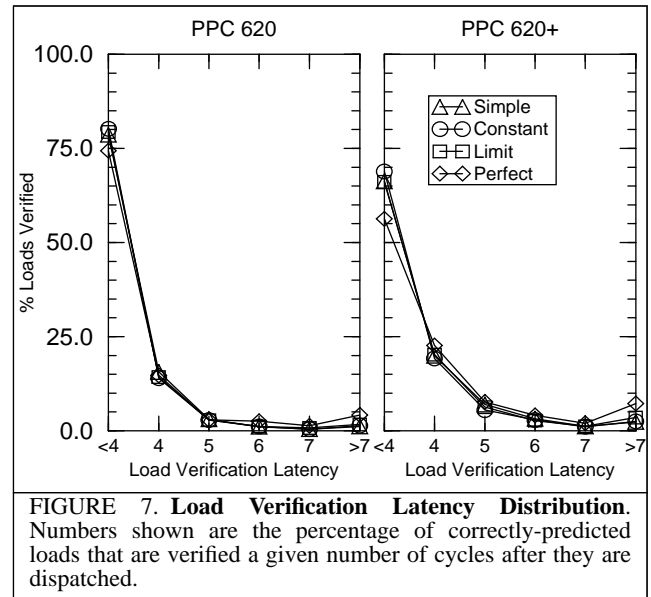 PPC 620
PPC 620+
100.0
75.0
50.0
25.0
0.0
% Loads Verified
Simple
Constant
Limit
Perfect
<4 4 5 6 7 >7
<4 4 5 6 7 >7
Load Verification Latency
Load Verification Latency
FIGURE 7. Load Verification Latency Distribution.
Numbers shown are the percentage of correctly-predicted
loads that are verified a given number of cycles after they are
dispatched.